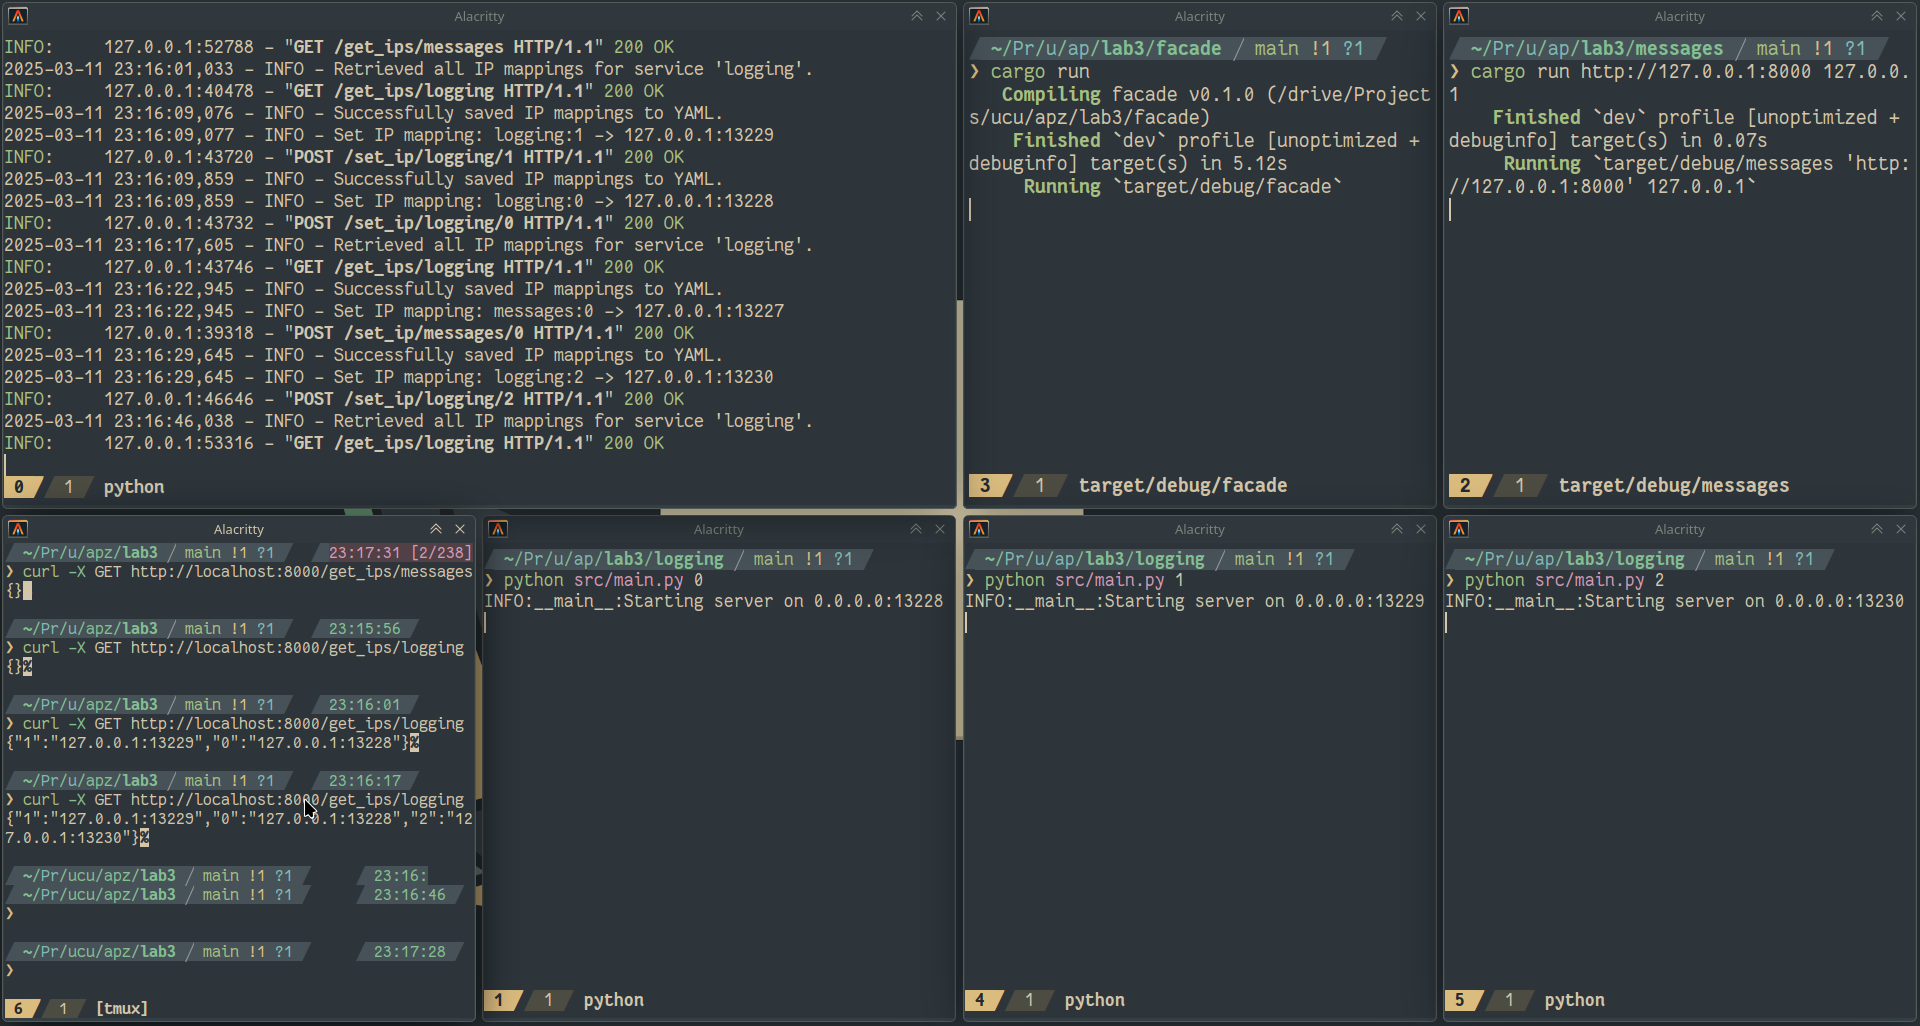 Alacritty
INFO:     127.0.0.1:52788 - "GET /get_ips/messages HTTP/1.1" 200 OK
2025-03-11 23:16:01,033 - INFO - Retrieved all IP mappings for service 'logging'.
INFO:     127.0.0.1:40478 - "GET /get_ips/logging HTTP/1.1" 200 OK
2025-03-11 23:16:09,076 - INFO - Successfully saved IP mappings to YAML.
2025-03-11 23:16:09,077 - INFO - Set IP mapping: logging:1 -> 127.0.0.1:13229
INFO:     127.0.0.1:43720 - "POST /set_ip/logging/1 HTTP/1.1" 200 OK
2025-03-11 23:16:09,859 - INFO - Successfully saved IP mappings to YAML.
2025-03-11 23:16:09,859 - INFO - Set IP mapping: logging:0 -> 127.0.0.1:13228
INFO:     127.0.0.1:43732 - "POST /set_ip/logging/0 HTTP/1.1" 200 OK
2025-03-11 23:16:17,605 - INFO - Retrieved all IP mappings for service 'logging'.
INFO:     127.0.0.1:43746 - "GET /get_ips/logging HTTP/1.1" 200 OK
2025-03-11 23:16:22,945 - INFO - Successfully saved IP mappings to YAML.
2025-03-11 23:16:22,945 - INFO - Set IP mapping: messages:0 -> 127.0.0.1:13227
INFO:     127.0.0.1:39318 - "POST /set_ip/messages/0 HTTP/1.1" 200 OK
2025-03-11 23:16:29,645 - INFO - Successfully saved IP mappings to YAML.
2025-03-11 23:16:29,645 - INFO - Set IP mapping: logging:2 -> 127.0.0.1:13230
INFO:     127.0.0.1:46646 - "POST /set_ip/logging/2 HTTP/1.1" 200 OK
2025-03-11 23:16:46,038 - INFO - Retrieved all IP mappings for service 'logging'.
INFO:     127.0.0.1:53316 - "GET /get_ips/logging HTTP/1.1" 200 OK
0 1 python
Alacritty
~/Pr/u/ap/lab3/facade / main !1 ?1
❯ cargo run
Compiling facade v0.1.0 (/drive/Project
s/ucu/apz/lab3/facade)
Finished `dev` profile [unoptimized +
debuginfo] target(s) in 5.12s
Running `target/debug/facade`
3 1 target/debug/facade
Alacritty
~/Pr/u/ap/lab3/messages / main !1 ?1
❯ cargo run http://127.0.0.1:8000 127.0.0.
1
Finished `dev` profile [unoptimized +
debuginfo] target(s) in 0.07s
Running `target/debug/messages 'http:
//127.0.0.1:8000' 127.0.0.1`
2 1 target/debug/messages
Alacritty
~/Pr/u/apz/lab3 / main !1 ?1 23:17:31 [2/238]
❯ curl -X GET http://localhost:8000/get_ips/messages
{}
~/Pr/u/apz/lab3 / main !1 ?1 23:15:56
❯ curl -X GET http://localhost:8000/get_ips/logging
{}%
~/Pr/u/apz/lab3 / main !1 ?1 23:16:01
❯ curl -X GET http://localhost:8000/get_ips/logging
{"1":"127.0.0.1:13229","0":"127.0.0.1:13228"}%
~/Pr/u/apz/lab3 / main !1 ?1 23:16:17
❯ curl -X GET http://localhost:8000/get_ips/logging
{"1":"127.0.0.1:13229","0":"127.0.0.1:13228","2":"12
7.0.0.1:13230"}%
~/Pr/ucu/apz/lab3 / main !1 ?1 23:16:
~/Pr/ucu/apz/lab3 / main !1 ?1 23:16:46
❯
~/Pr/ucu/apz/lab3 / main !1 ?1 23:17:28
❯
6 1 [tmux]
Alacritty
~/Pr/u/ap/lab3/logging / main !1 ?1
❯ python src/main.py 0
INFO:__main__:Starting server on 0.0.0.0:13228
1 1 python
Alacritty
~/Pr/u/ap/lab3/logging / main !1 ?1
❯ python src/main.py 1
INFO:__main__:Starting server on 0.0.0.0:13229
4 1 python
Alacritty
~/Pr/u/ap/lab3/logging / main !1 ?1
❯ python src/main.py 2
INFO:__main__:Starting server on 0.0.0.0:13230
5 1 python